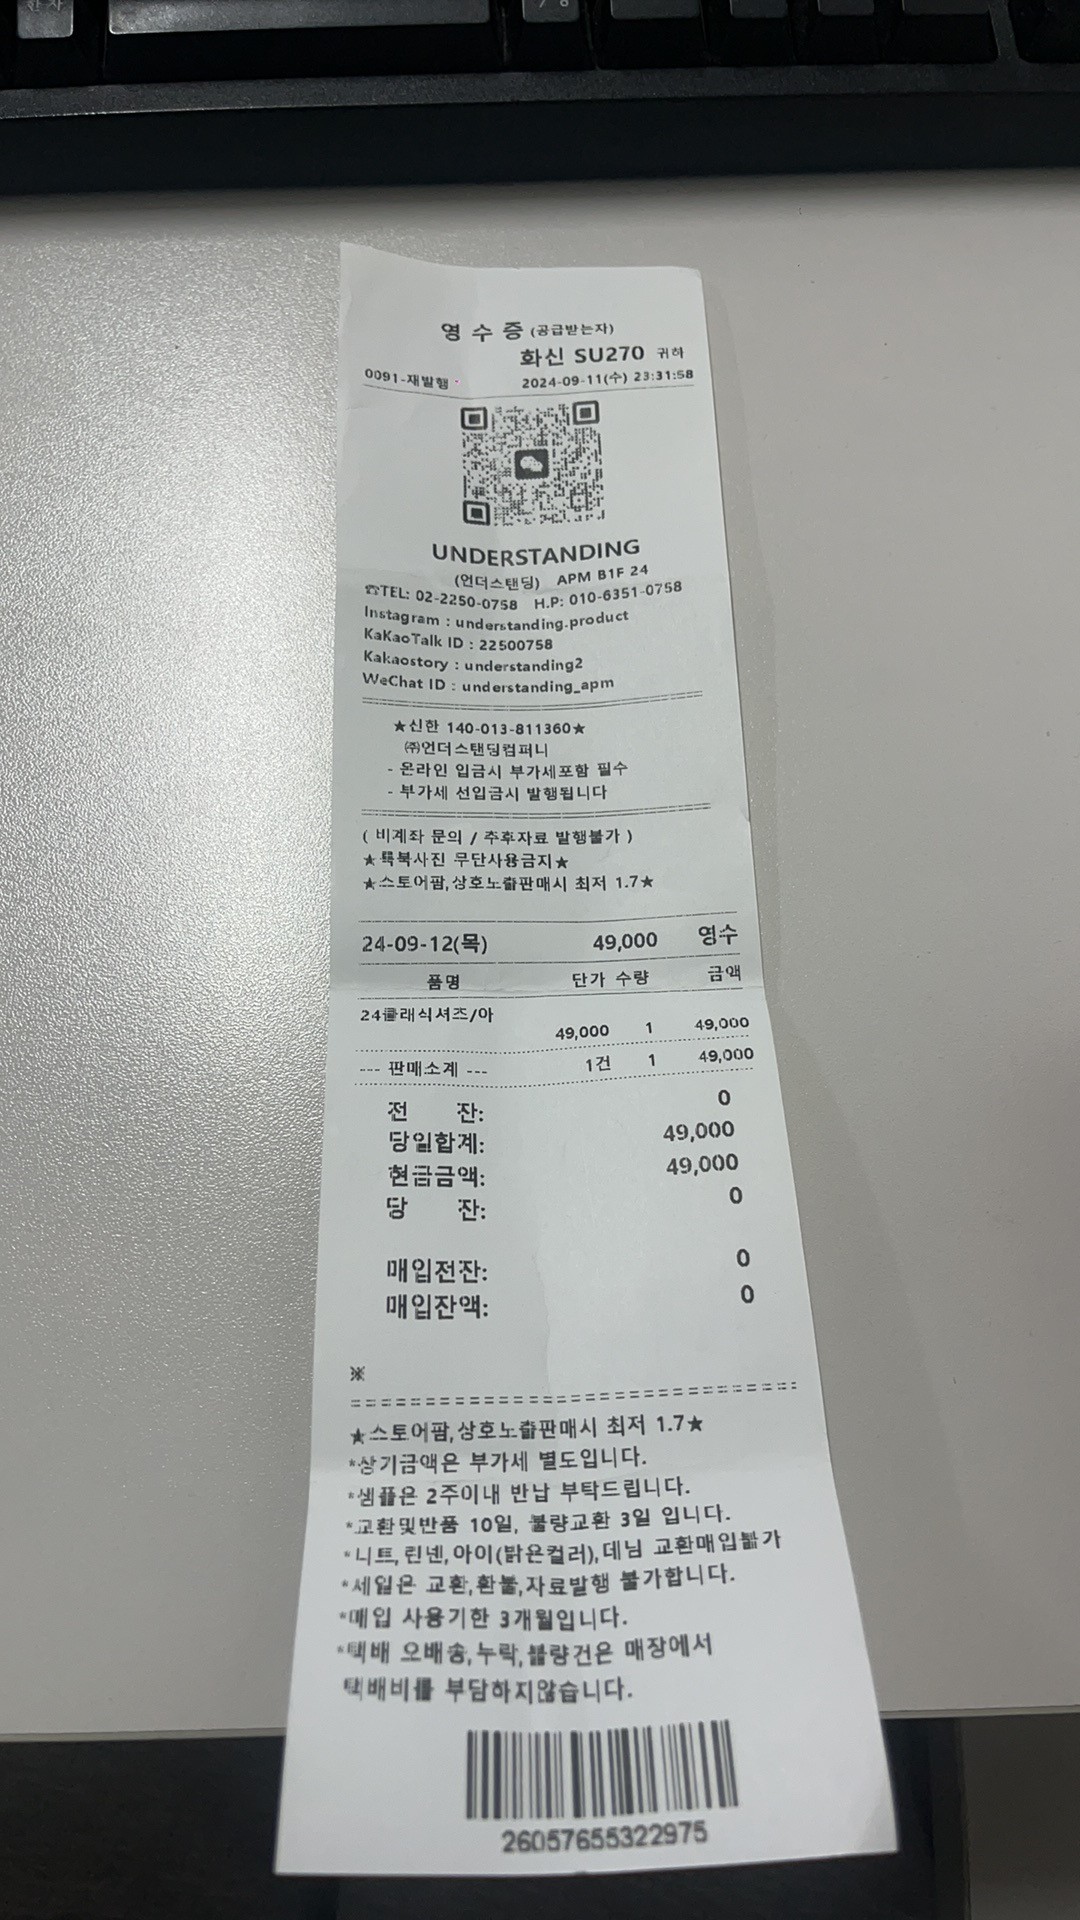 한자
영 수 증 (공급받는자)
화신 SU270 귀하
0091-재발행 2024-09-11(수) 23:31:58
UNDERSTANDING
(언더스탠딩) APM B1F 24
☎TEL: 02-2250-0758 H.P: 010-6351-0758
Instagram : understanding.product
KaKaoTalk ID : 22500758
Kakaostory : understanding2
WeChat ID : understanding_apm
★신한 140-013-811360★
㈜언더스탠딩컴퍼니
- 온라인 입금시 부가세포함 필수
- 부가세 선입금시 발행됩니다
( 비계좌 문의 / 추후자료 발행불가 )
★룩북사진 무단사용금지★
★스토어팜,상호노출판매시 최저 1.7★
24-09-12(목) 49,000 영수
품명 단가 수량 금액
24클래식셔츠/아
49,000 1 49,000
--- 판매소계 --- 1건 1 49,000
전 잔: 0
당일합계: 49,000
현금금액: 49,000
당 잔: 0
매입전잔: 0
매입잔액: 0
※
★스토어팜,상호노출판매시 최저 1.7★
*상기금액은 부가세 별도입니다.
*샘플은 2주이내 반납 부탁드립니다.
*교환및반품 10일, 불량교환 3일 입니다.
*니트,린넨,아이(밝은컬러),데님 교환매입불가
*세일은 교환,환불,자료발행 불가합니다.
*매입 사용기한 3개월입니다.
*택배 오배송,누락,불량건은 매장에서
택배비를 부담하지않습니다.
26057655322975